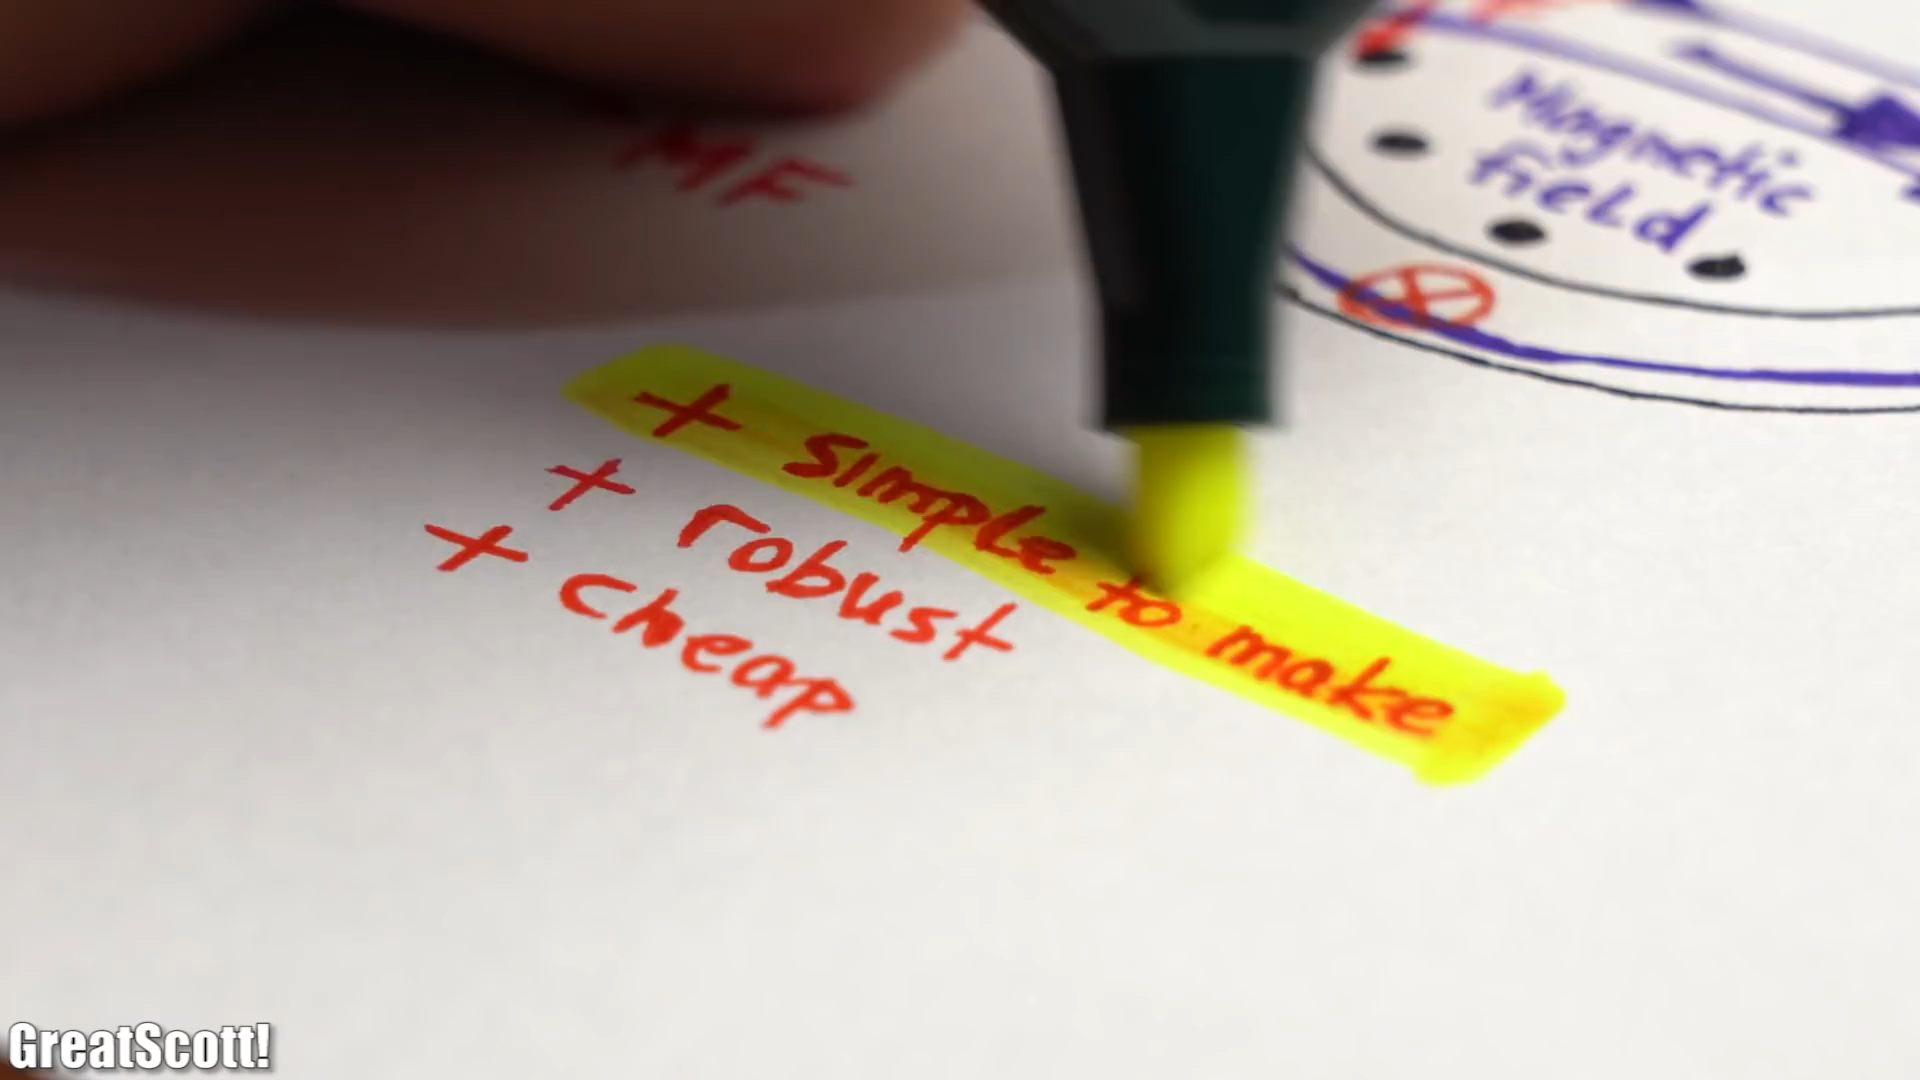 MF
Magnetic
field
+ simple to make
+ robust
+ cheap
GreatScott!